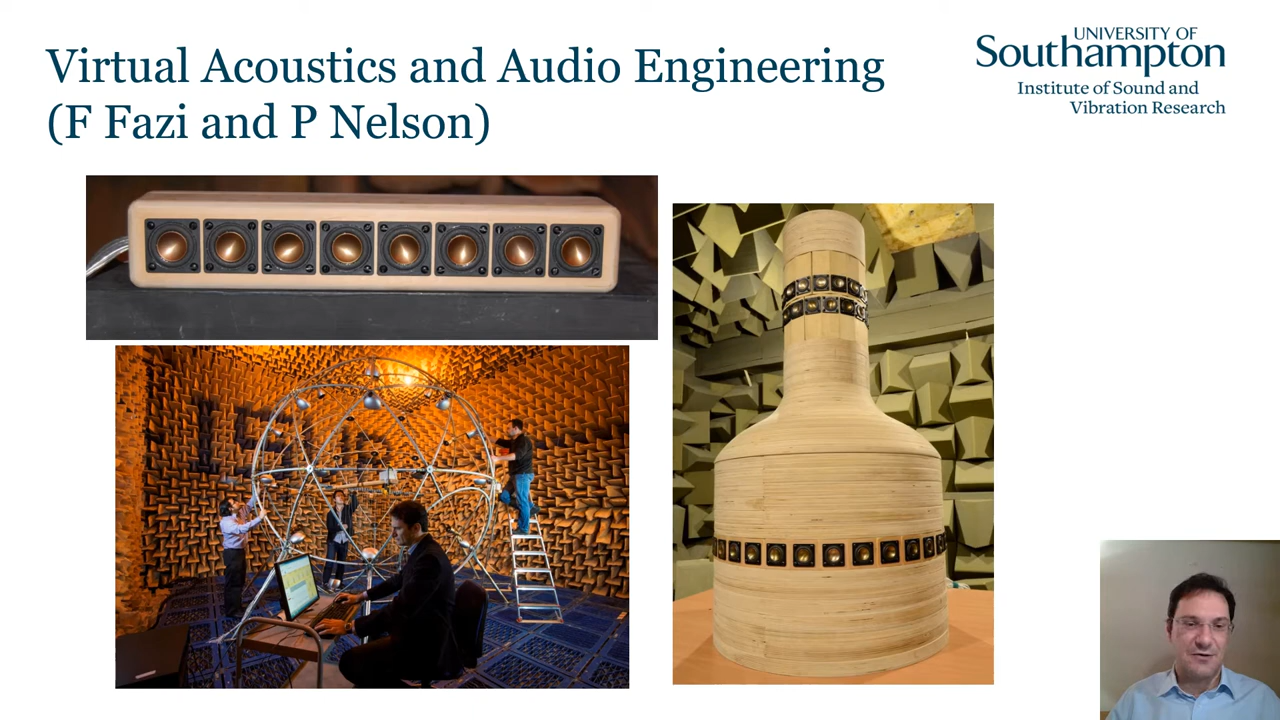 Virtual Acoustics and Audio Engineering
(F Fazi and P Nelson)
UNIVERSITY OF
Southampton
Institute of Sound and
Vibration Research